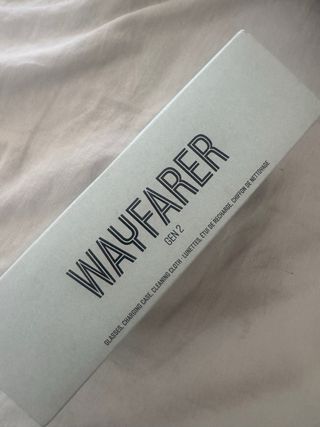 WAYFARER
GEN 2
GLASSES, CHARGING CASE, CLEANING CLOTH · LUNETTES, ÉTUI DE RECHARGE, CHIFFON DE NETTOYAGE